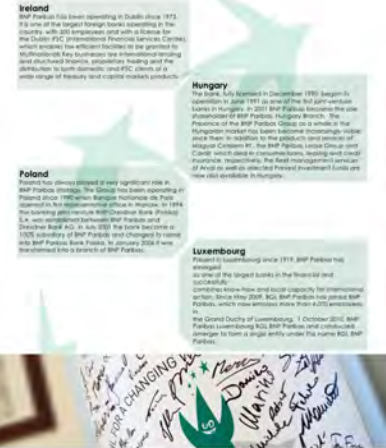 Ireland
BNP Paribas has been operating in Dublin since 1973.
It is one of the largest foreign banks operating in the
country, with 500 employees and with a license for
the Dublin IFSC (International Financial Services Centre),
which enables tax efficient facilities to be granted to
Multinationals Key businesses are international lending
and structured finance, proprietary trading and the
distribution to both domestic and IFSC clients of a
wide range of treasury and capital markets products.
Hungary
The bank, fully licensed in December 1990, began its
operation in June 1991 as one of the first joint-venture
banks in Hungary. In 2001 BNP Paribas became the sole
shareholder of BNP Paribas, Hungary Branch. The
Presence of the BNP Paribas Group as a whole in the
Hungarian market has been become increasingly visible
since then. In addition to the products and services of
Magyar Cetelem Rt., the BNP Paribas Lease Group and
Cardif which deal in consumer loans, leasing and credit
insurance, respectively, the fleet management services
of Arval as well as selected Parvest investment funds are
now also available in Hungary.
Poland
Poland has always played a very significant role in
BNP Paribas strategy. The Group has been operating in
Poland since 1990 when Banque Nationale de Paris
opened in first representative office in Warsaw. In 1994
the banking joint venture BNP-Dresdner Bank (Polska)
S.A. was established between BNP Paribas and
Dresdner Bank AG. In July 2001 the bank became a
100% subsidiary of BNP Paribas and changed its name
into BNP Paribas Bank Polska. In January 2006 it was
transformed into a branch of BNP Paribas.
Luxembourg
Present in Luxembourg since 1919, BNP Paribas has
emerged
as one of the largest banks in the financial and
successfully
combines know-how and local capacity for international
action. Since May 2009, BGL BNP Paribas has joined BNP
Paribas, which now employs more than 4,000 employees
in
the Grand Duchy of Luxembourg. 1 October 2010, BNP
Paribas Luxembourg BGL BNP Paribas and conducted
emerger to form a single entity under the name BGL BNP
Paribas.
FOR A CHANGING
Merci